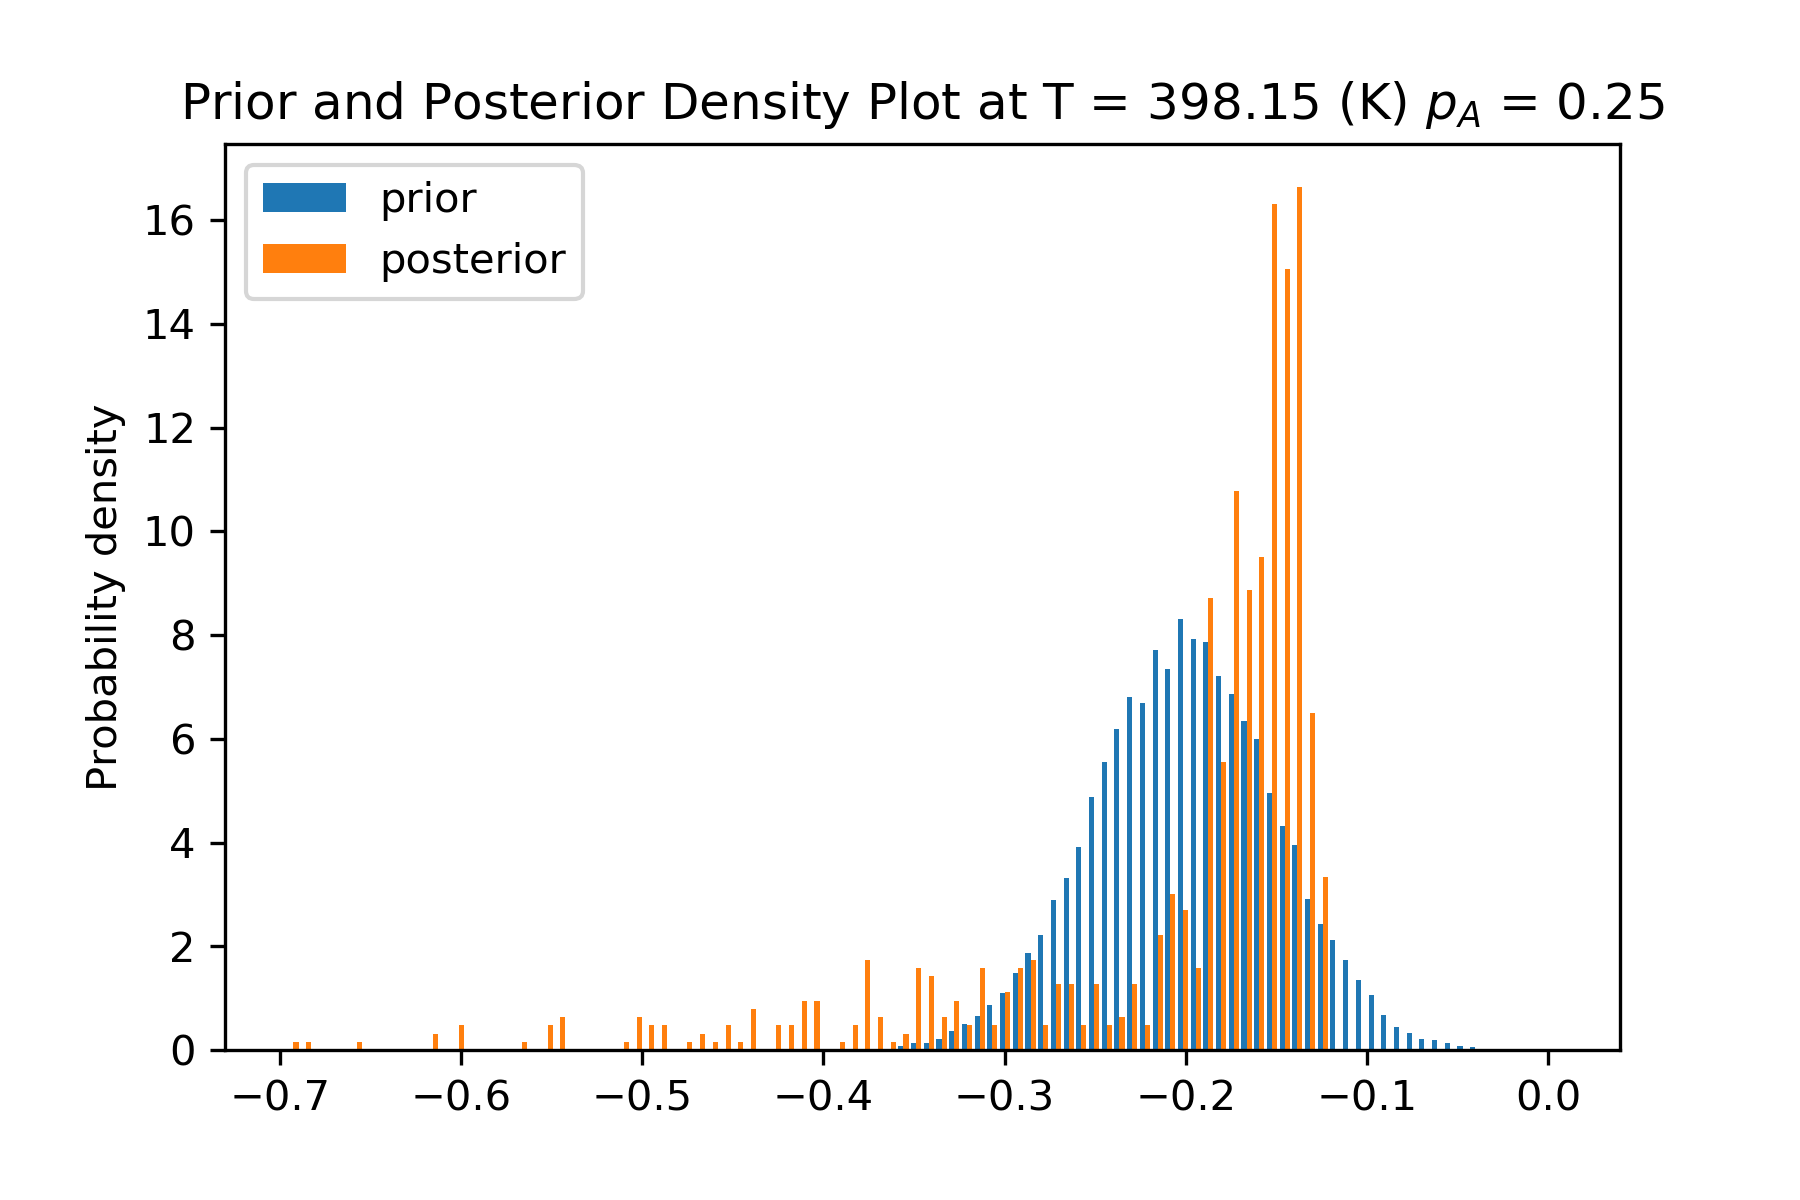 Prior and Posterior Density Plot at T = 398.15 (K) $p_A$ = 0.25
prior
posterior
Probability density
16
14
12
10
8
6
4
2
0
−0.7 −0.6 −0.5 −0.4 −0.3 −0.2 −0.1 0.0